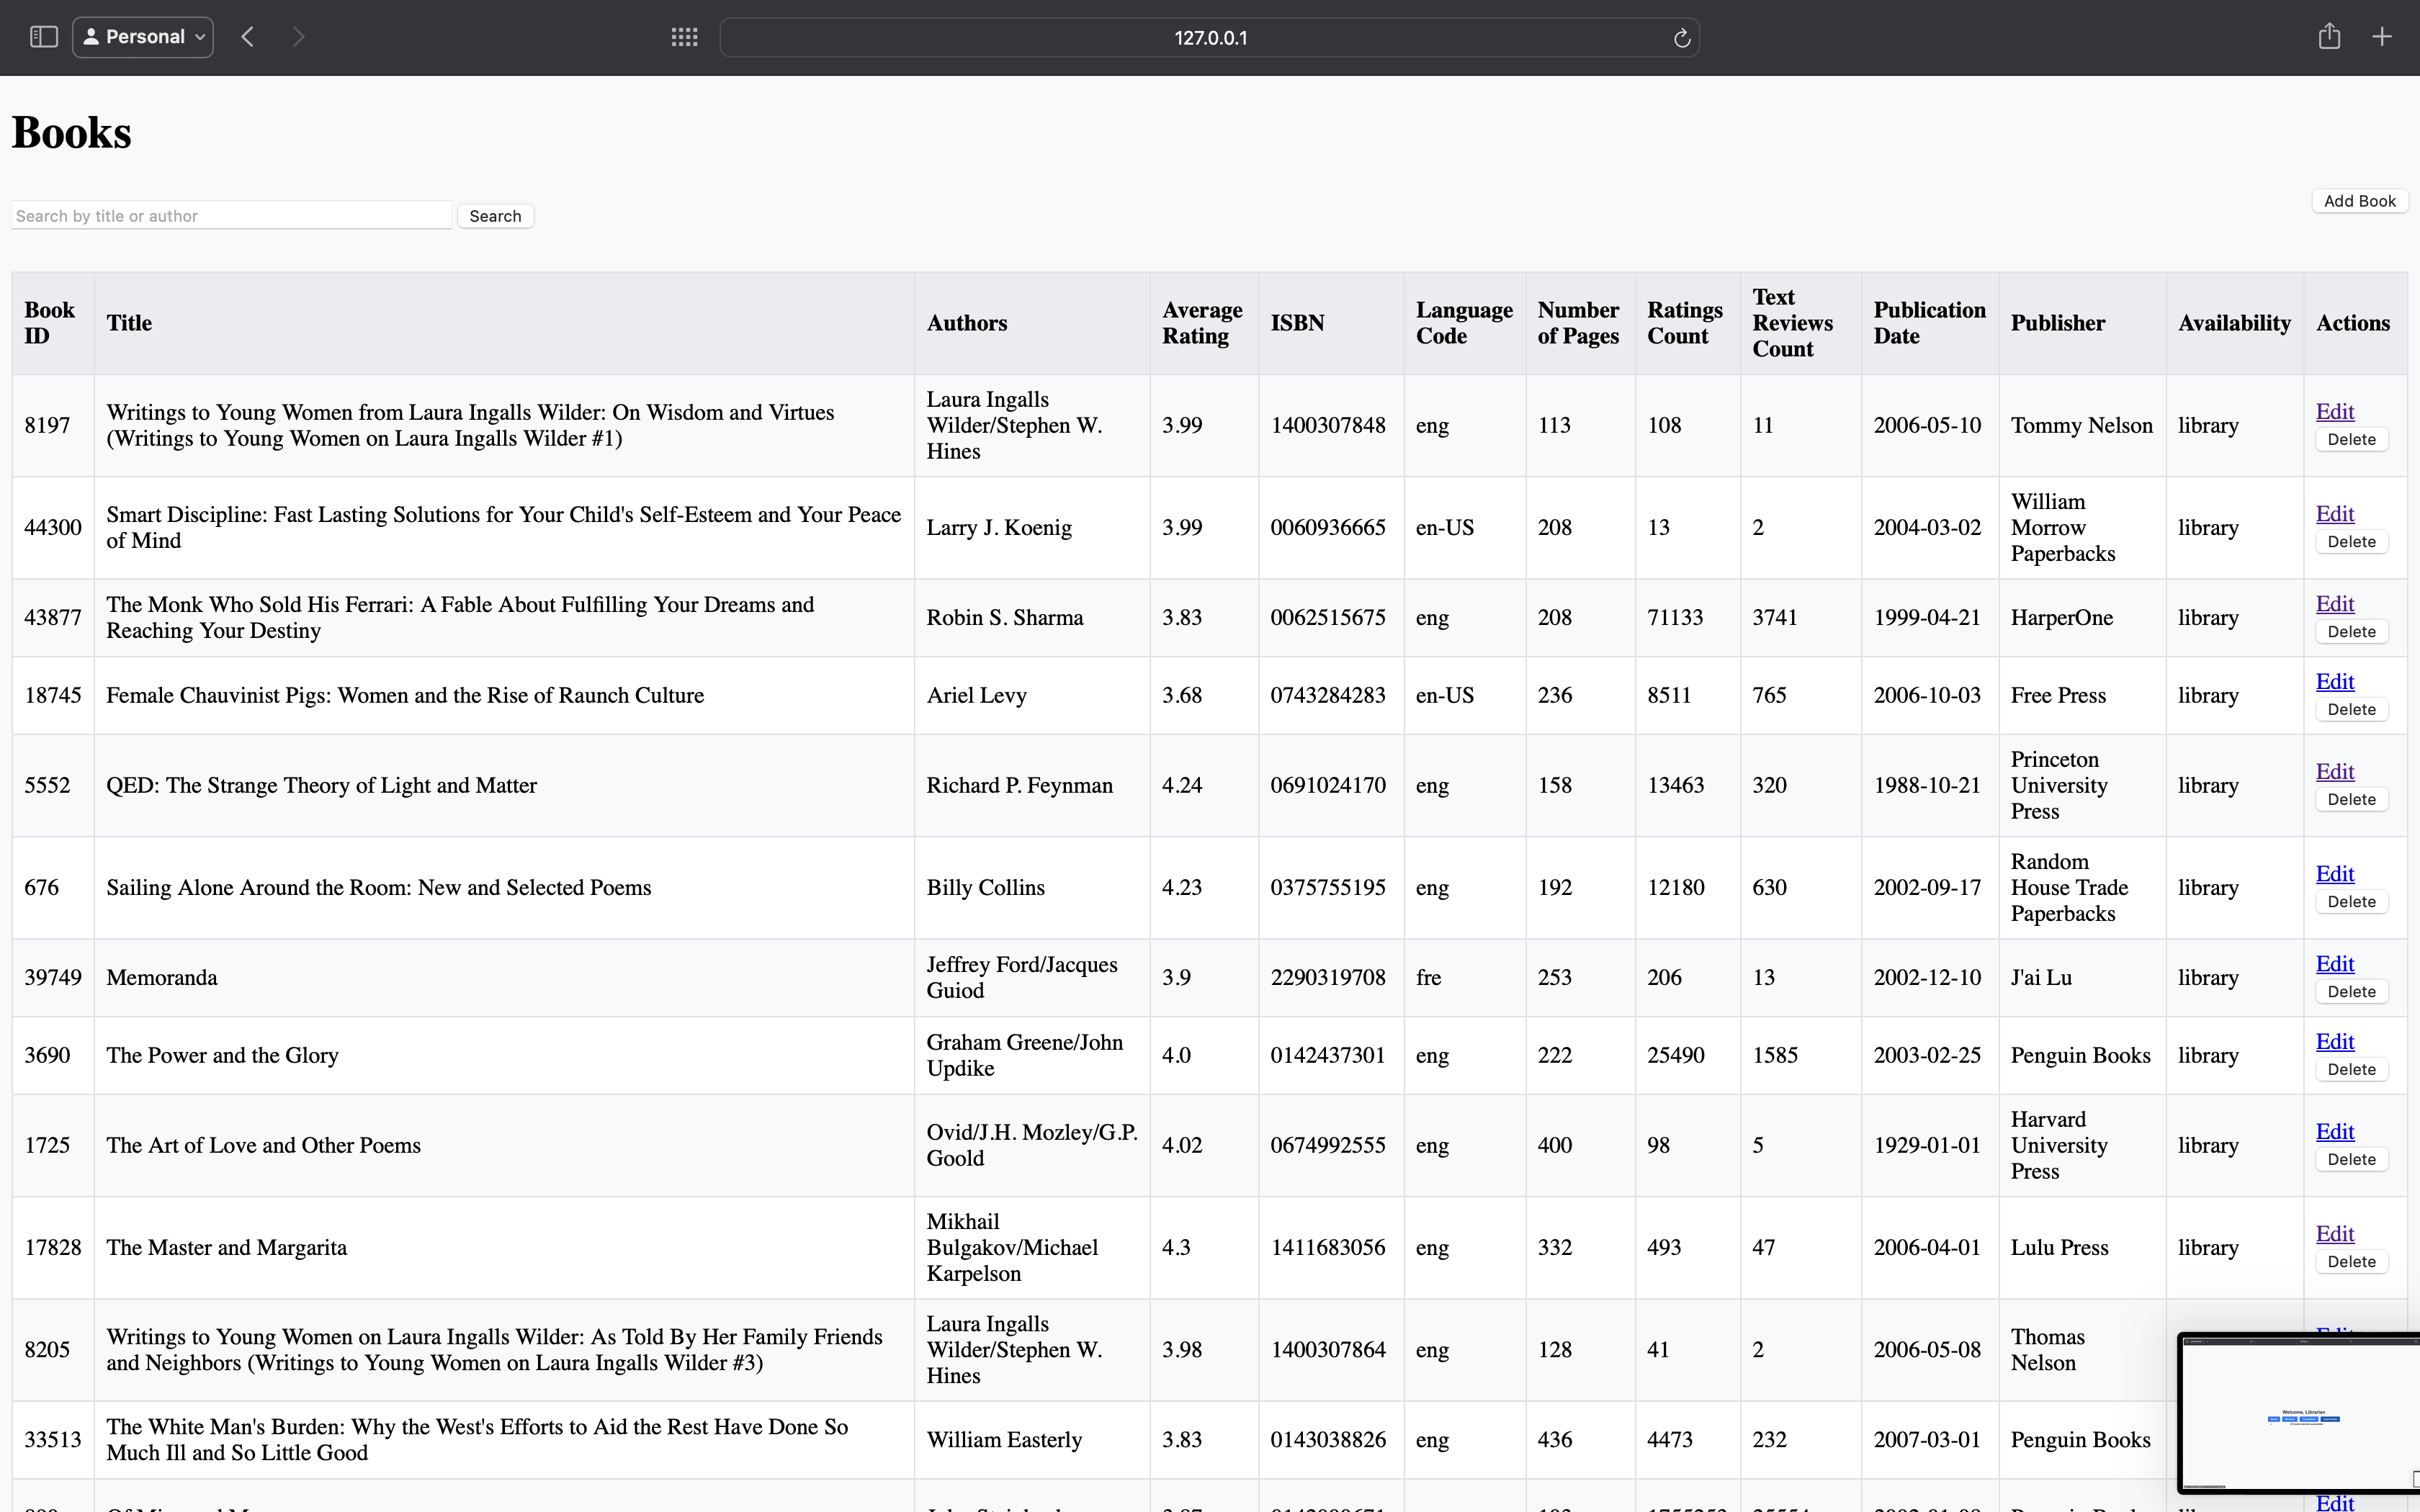 Personal
127.0.0.1
Books
Search by title or author Search Add Book
Book ID Title Authors Average Rating ISBN Language Code Number of Pages Ratings Count Text Reviews Count Publication Date Publisher Availability Actions
8197 Writings to Young Women from Laura Ingalls Wilder: On Wisdom and Virtues (Writings to Young Women on Laura Ingalls Wilder #1) Laura Ingalls Wilder/Stephen W. Hines 3.99 1400307848 eng 113 108 11 2006-05-10 Tommy Nelson library Edit Delete
44300 Smart Discipline: Fast Lasting Solutions for Your Child's Self-Esteem and Your Peace of Mind Larry J. Koenig 3.99 0060936665 en-US 208 13 2 2004-03-02 William Morrow Paperbacks library Edit Delete
43877 The Monk Who Sold His Ferrari: A Fable About Fulfilling Your Dreams and Reaching Your Destiny Robin S. Sharma 3.83 0062515675 eng 208 71133 3741 1999-04-21 HarperOne library Edit Delete
18745 Female Chauvinist Pigs: Women and the Rise of Raunch Culture Ariel Levy 3.68 0743284283 en-US 236 8511 765 2006-10-03 Free Press library Edit Delete
5552 QED: The Strange Theory of Light and Matter Richard P. Feynman 4.24 0691024170 eng 158 13463 320 1988-10-21 Princeton University Press library Edit Delete
676 Sailing Alone Around the Room: New and Selected Poems Billy Collins 4.23 0375755195 eng 192 12180 630 2002-09-17 Random House Trade Paperbacks library Edit Delete
39749 Memoranda Jeffrey Ford/Jacques Guiod 3.9 2290319708 fre 253 206 13 2002-12-10 J'ai Lu library Edit Delete
3690 The Power and the Glory Graham Greene/John Updike 4.0 0142437301 eng 222 25490 1585 2003-02-25 Penguin Books library Edit Delete
1725 The Art of Love and Other Poems Ovid/J.H. Mozley/G.P. Goold 4.02 0674992555 eng 400 98 5 1929-01-01 Harvard University Press library Edit Delete
17828 The Master and Margarita Mikhail Bulgakov/Michael Karpelson 4.3 1411683056 eng 332 493 47 2006-04-01 Lulu Press library Edit Delete
8205 Writings to Young Women on Laura Ingalls Wilder: As Told By Her Family Friends and Neighbors (Writings to Young Women on Laura Ingalls Wilder #3) Laura Ingalls Wilder/Stephen W. Hines 3.98 1400307864 eng 128 41 2 2006-05-08 Thomas Nelson
33513 The White Man's Burden: Why the West's Efforts to Aid the Rest Have Done So Much Ill and So Little Good William Easterly 3.83 0143038826 eng 436 4473 232 2007-03-01 Penguin Books
Welcome, Librarian
Edit